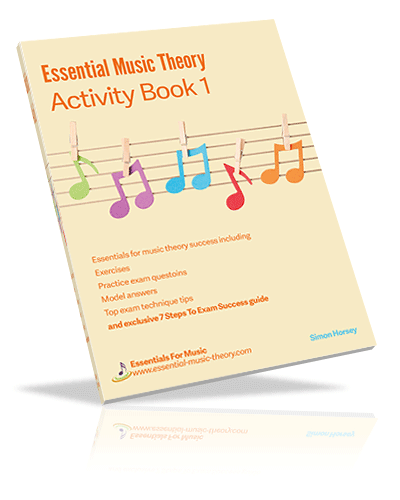 Essential Music Theory
Activity Book 1
Essentials for music theory success including
Exercises
Practice exam questoins
Model answers
Top exam technique tips
and exclusive 7 Steps To Exam Success guide
Essentials For Music
www.essential-music-theory.com
Simon Horsey